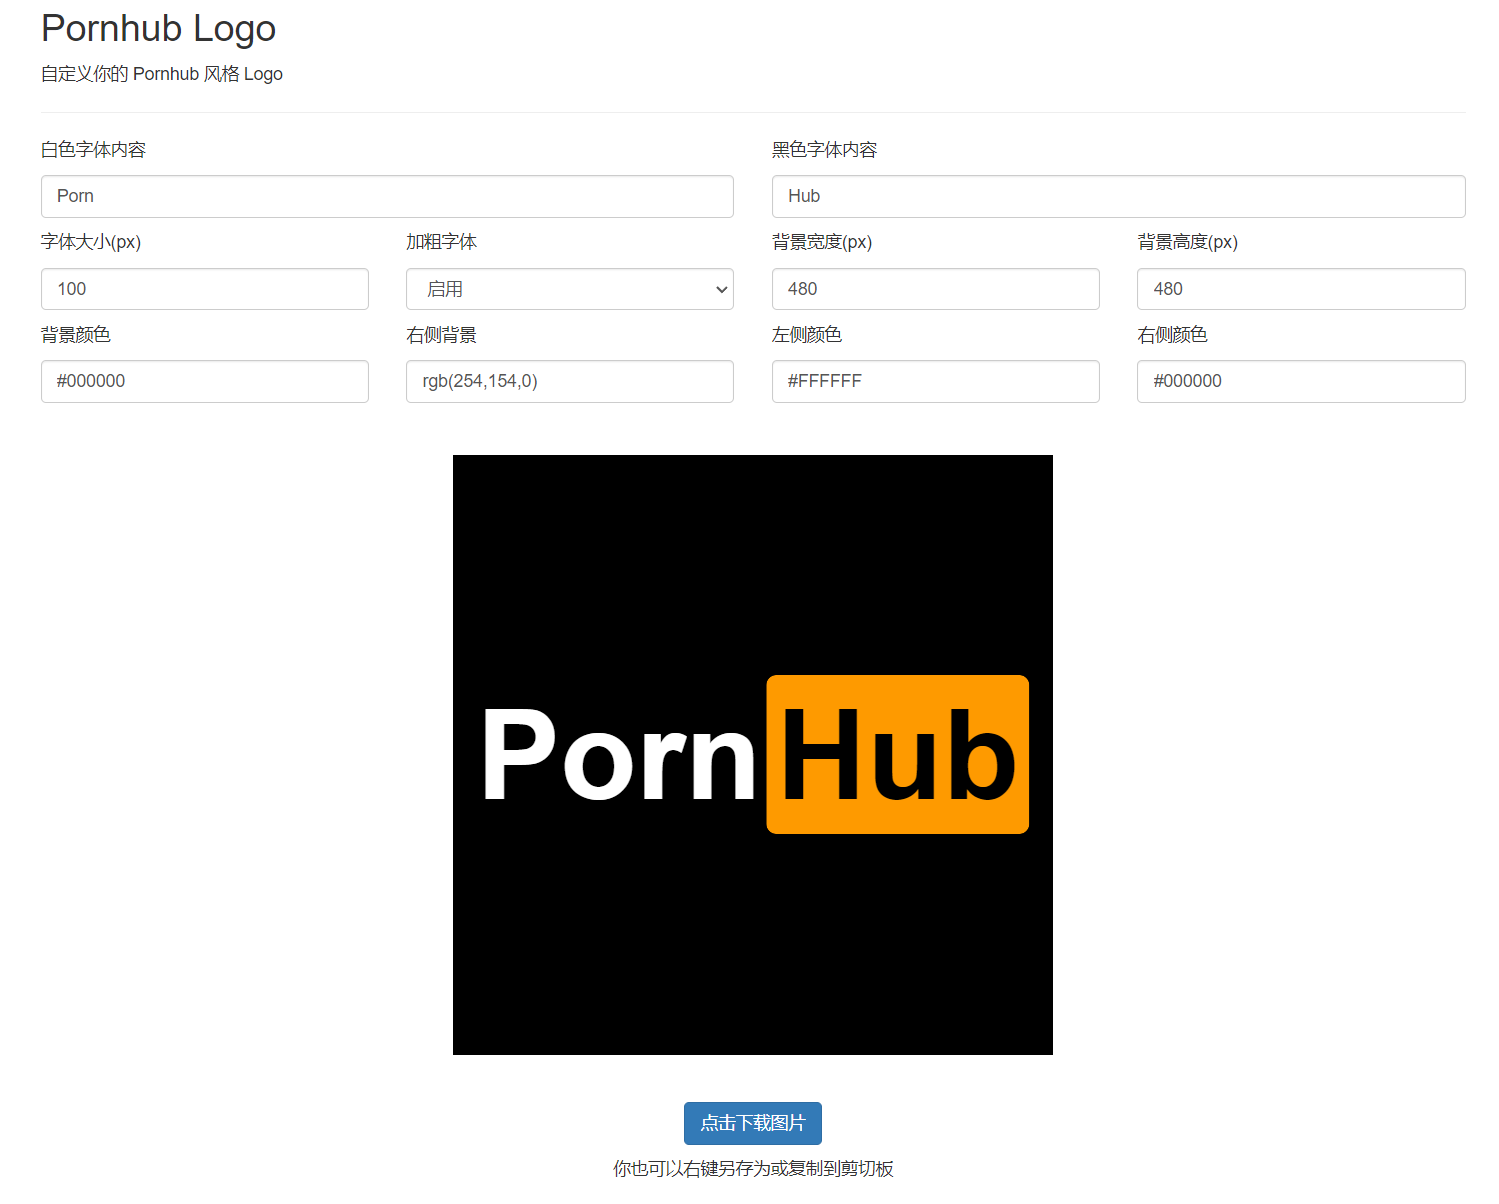 Pornhub Logo
自定义你的 Pornhub 风格 Logo
白色字体内容 黑色字体内容
Porn Hub
字体大小(px) 加粗字体 背景宽度(px) 背景高度(px)
100 启用 480 480
背景颜色 右侧背景 左侧颜色 右侧颜色
#000000 rgb(254,154,0) #FFFFFF #000000
Porn Hub
点击下载图片
你也可以右键另存为或复制到剪切板